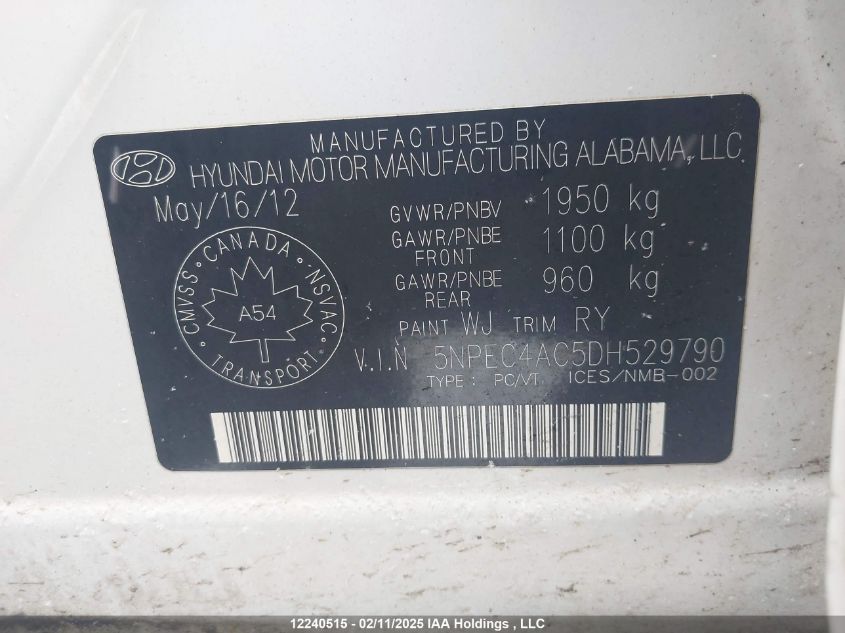 MANUFACTURED BY
HYUNDAI MOTOR MANUFACTURING ALABAMA, LLC.
May/16/12
GVWR/PNBV 1950 kg
GAWR/PNBE FRONT 1100 kg
GAWR/PNBE REAR 960 kg
CANADA
CMVSS
NSVAC
A54
TRANSPORT
PAINT WJ TRIM RY
V.I.N 5NPEC4AC5DH529790
TYPE : PC/VT ICES/NMB-002
12240515 - 02/11/2025 IAA Holdings , LLC